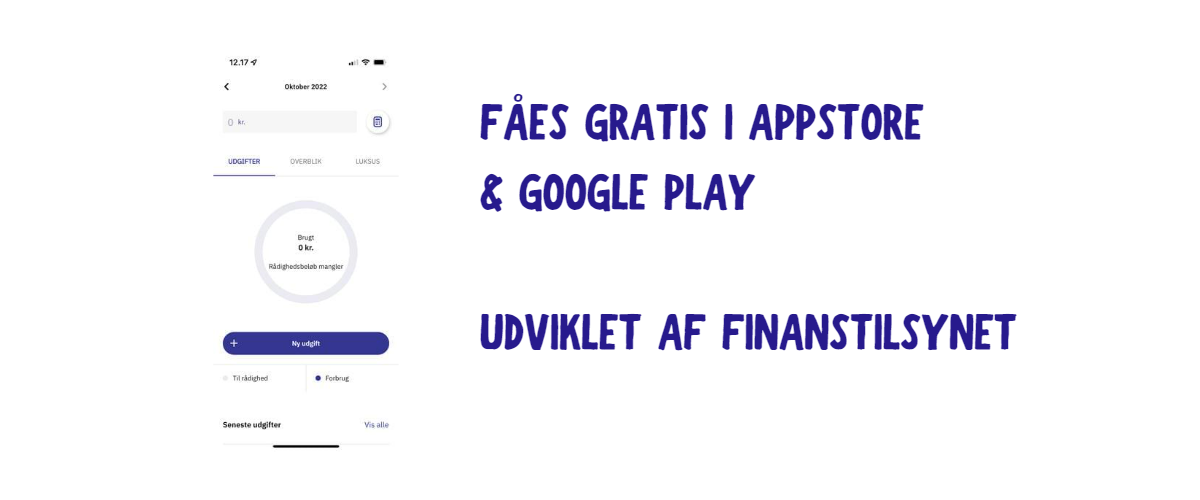 12.17
Oktober 2022
0 kr.
UDGIFTER OVERBLIK LUKSUS
Brugt
0 kr.
Rådighedsbeløb mangler
+ Ny udgift
Til rådighed Forbrug
Seneste udgifter Vis alle
FÅES GRATIS I APPSTORE
& GOOGLE PLAY
UDVIKLET AF FINANSTILSYNET